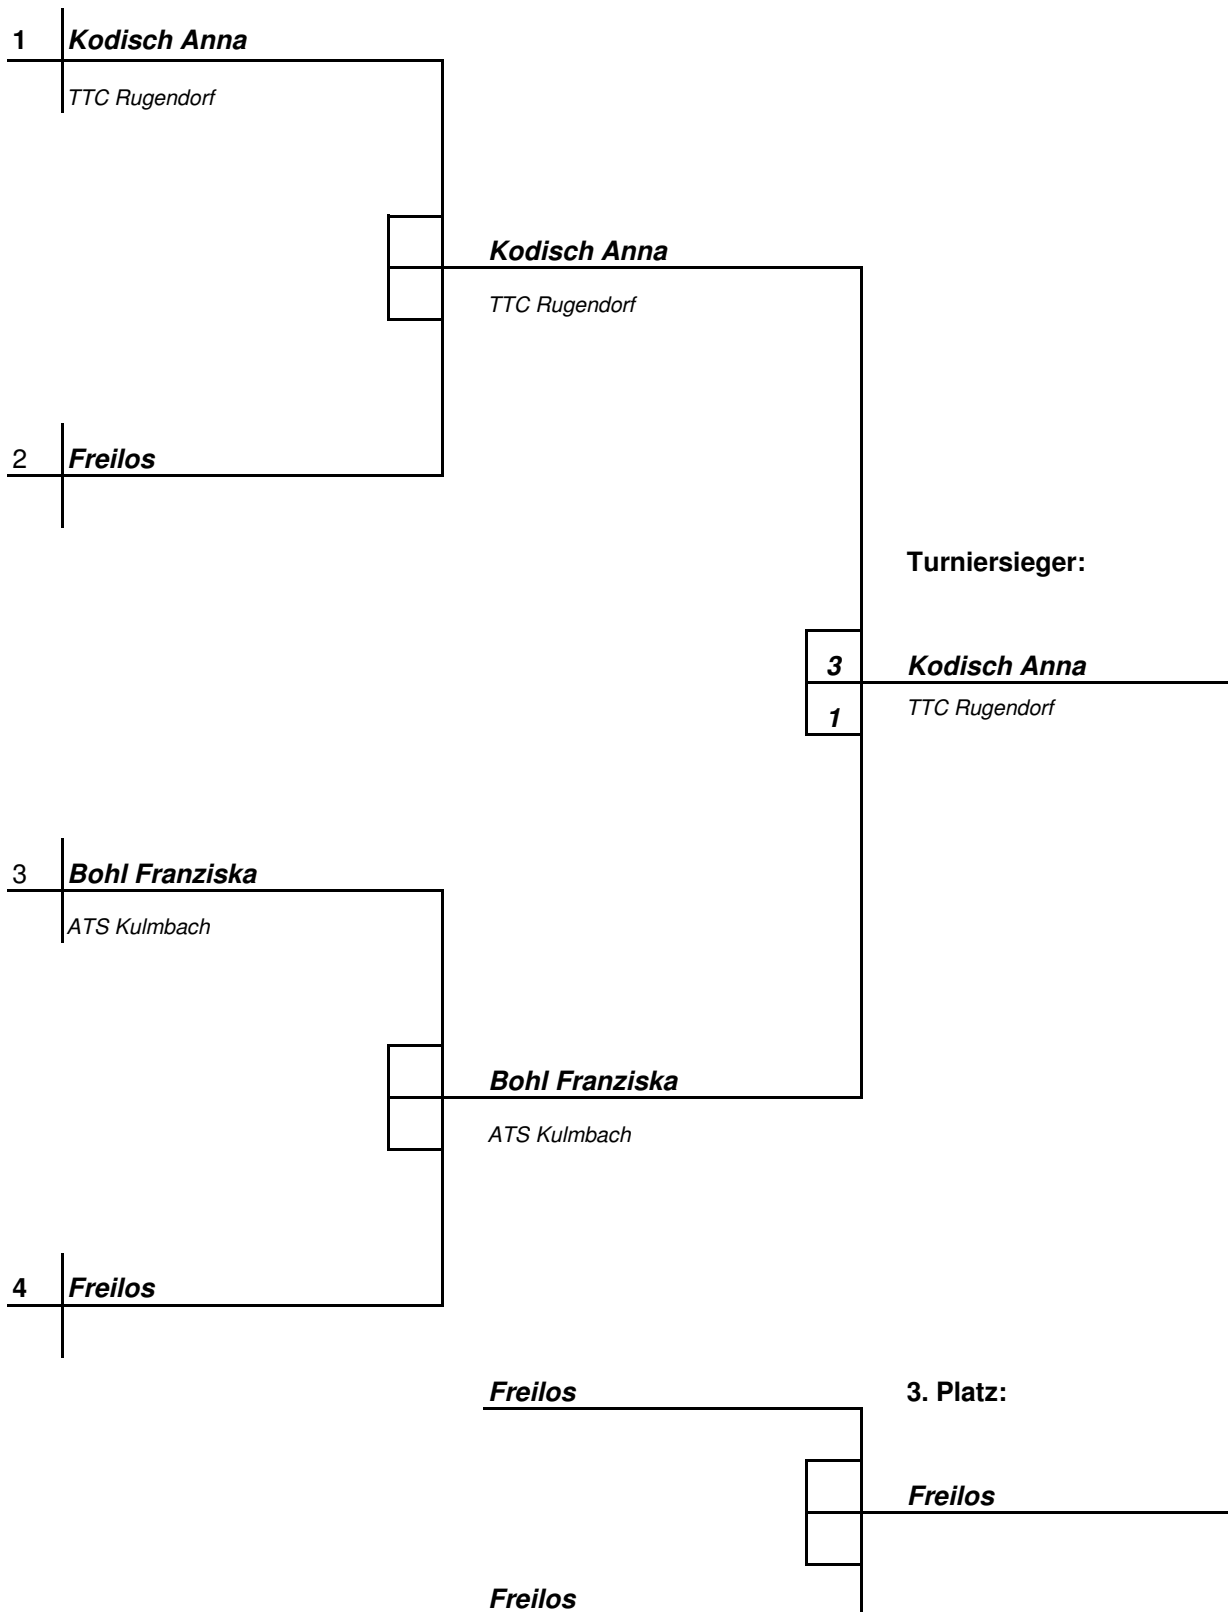 1 Kodisch Anna
TTC Rugendorf
Kodisch Anna
TTC Rugendorf
2 Freilos
Turniersieger:
3 Kodisch Anna
1 TTC Rugendorf
3 Bohl Franziska
ATS Kulmbach
Bohl Franziska
ATS Kulmbach
4 Freilos
Freilos 3. Platz:
Freilos
Freilos